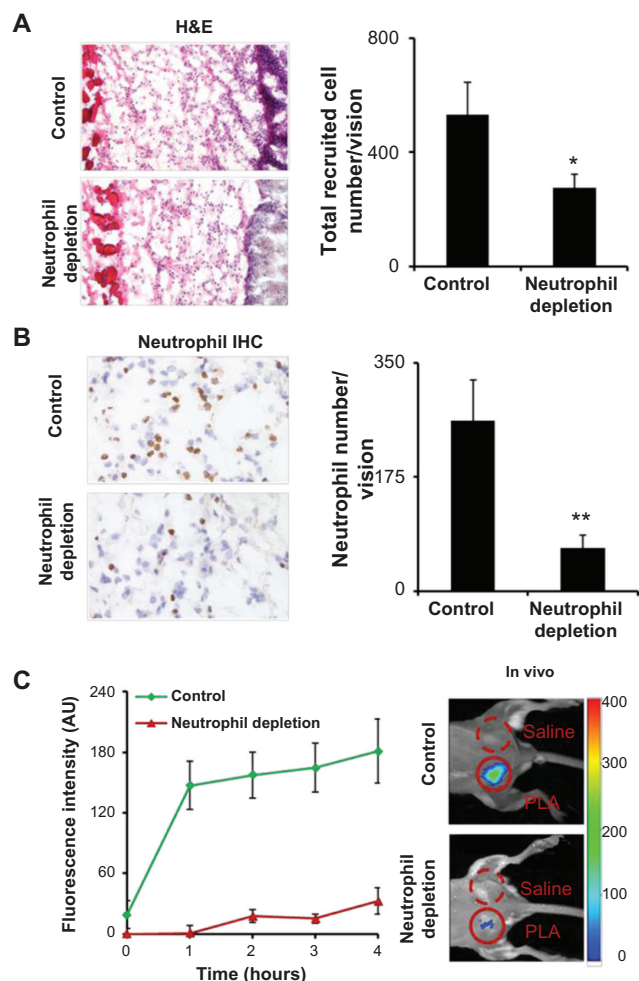 A
H&E
Control
Neutrophil
depletion
Total recruited cell
number/vision
800
400
0
*
Control
Neutrophil
depletion
B
Neutrophil IHC
Control
Neutrophil
depletion
Neutrophil number/
vision
350
175
0
**
Control
Neutrophil
depletion
C
Fluorescence intensity (AU)
240
180
120
60
0
Control
Neutrophil depletion
0
1
2
3
4
Time (hours)
In vivo
Control
Saline
PLA
Neutrophil
depletion
Saline
PLA
400
300
200
100
0